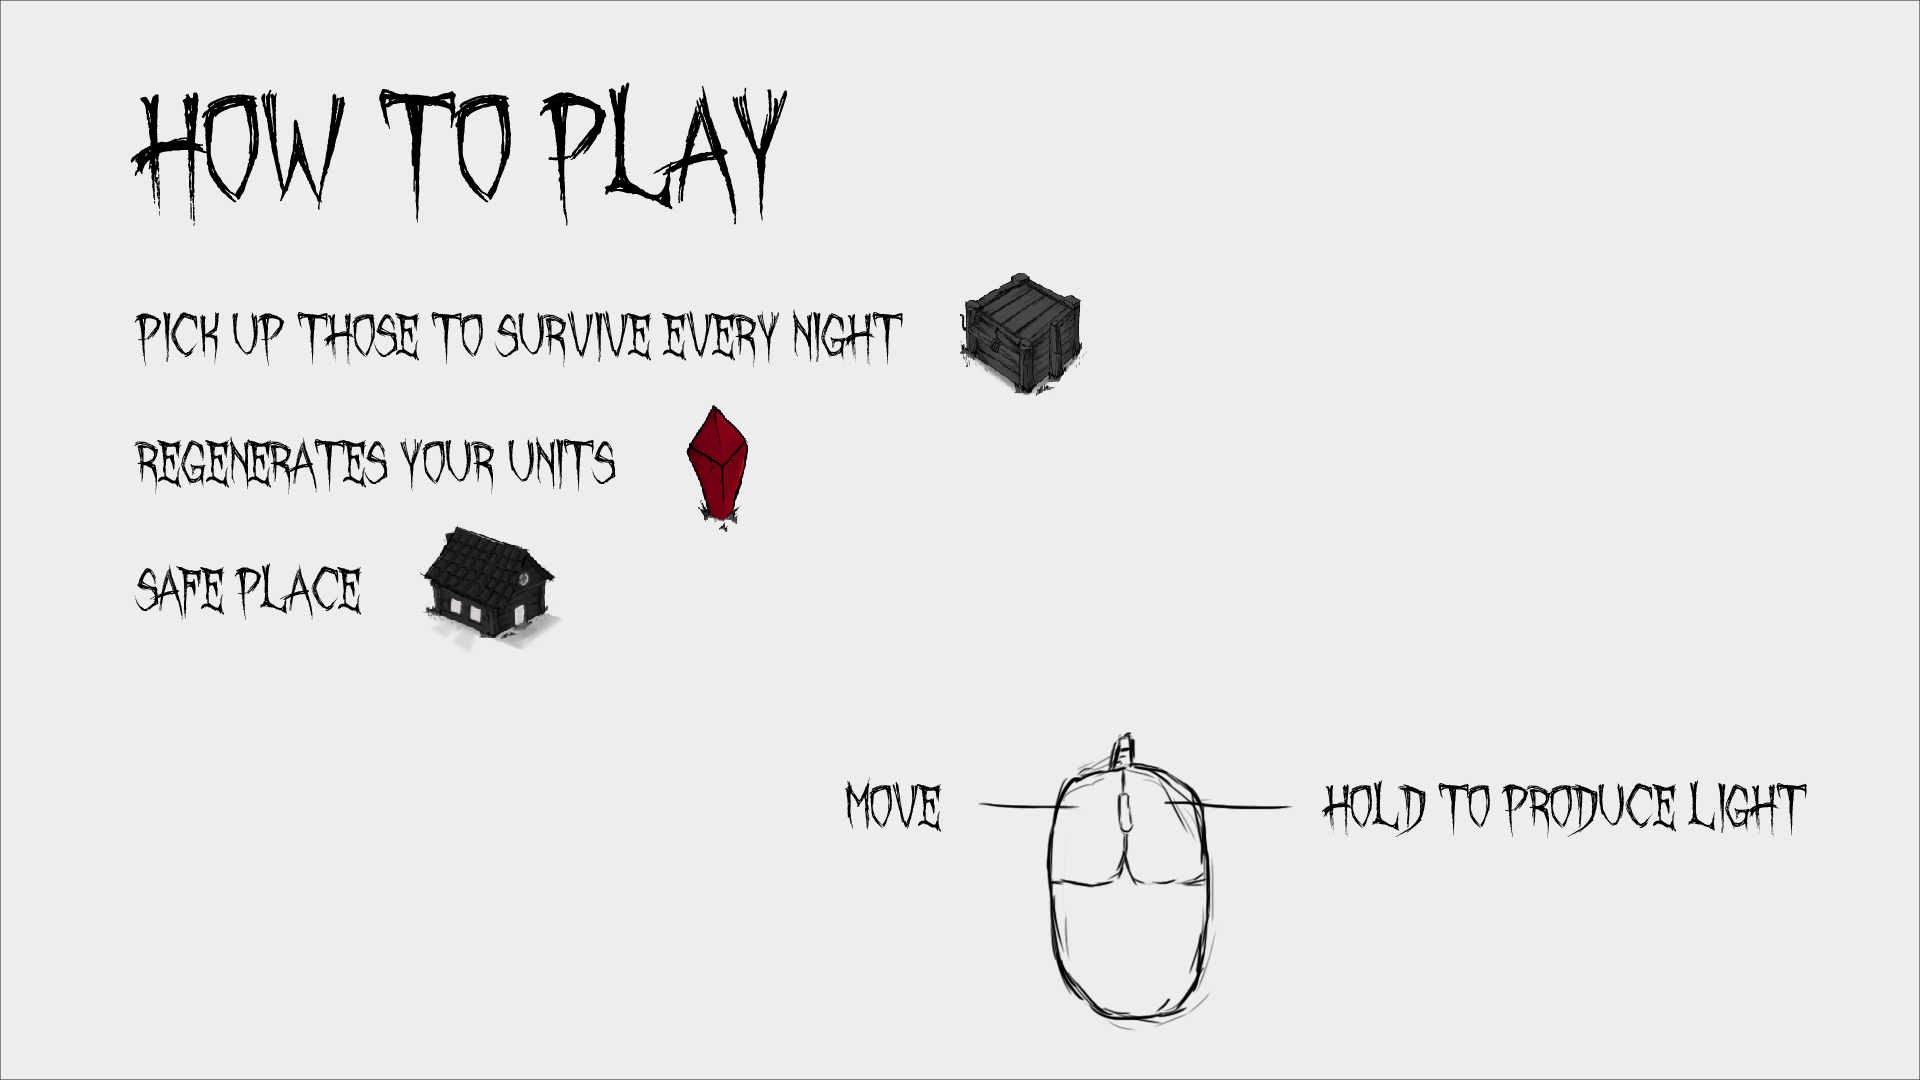 HOW TO PLAY
PICK UP THOSE TO SURVIVE EVERY NIGHT
REGENERATES YOUR UNITS
SAFE PLACE
MOVE
HOLD TO PRODUCE LIGHT